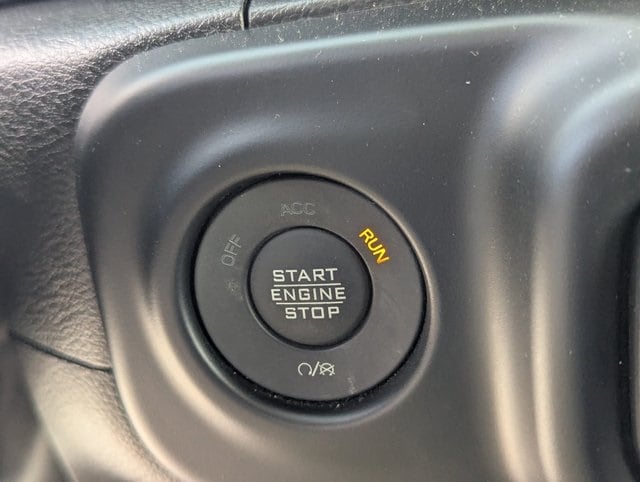 ACC
OFF
RUN
START
ENGINE
STOP